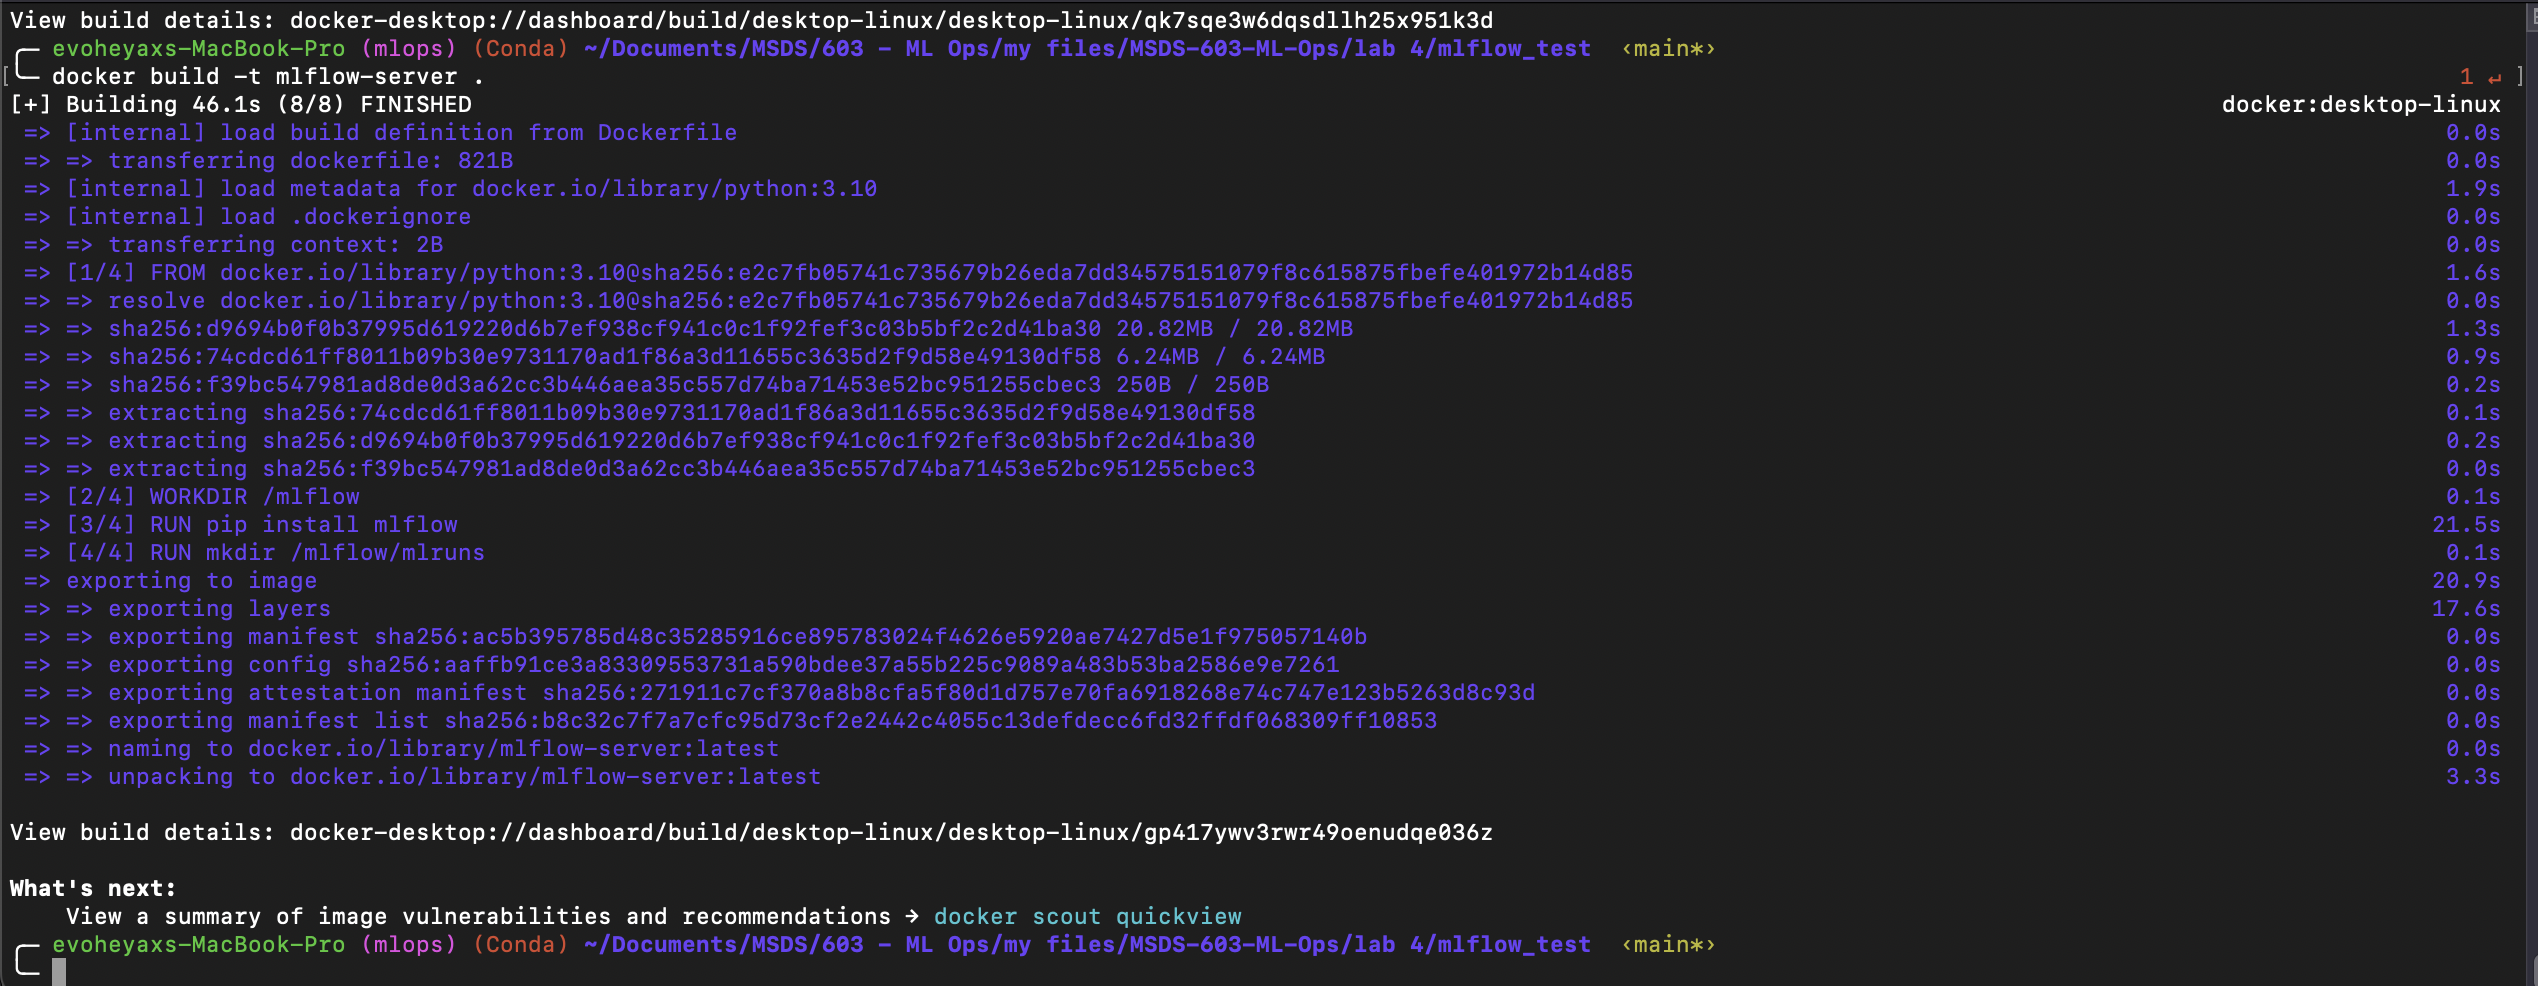 View build details: docker-desktop://dashboard/build/desktop-linux/desktop-linux/qk7sqe3w6dqsdllh25x951k3d
evoheyaxs-MacBook-Pro (mlops) (Conda) ~/Documents/MSDS/603 - ML Ops/my files/MSDS-603-ML-Ops/lab 4/mlflow_test ‹main*›
[ docker build -t mlflow-server . 1 ↵ ]
[+] Building 46.1s (8/8) FINISHED docker:desktop-linux
=> [internal] load build definition from Dockerfile 0.0s
=> => transferring dockerfile: 821B 0.0s
=> [internal] load metadata for docker.io/library/python:3.10 1.9s
=> [internal] load .dockerignore 0.0s
=> => transferring context: 2B 0.0s
=> [1/4] FROM docker.io/library/python:3.10@sha256:e2c7fb05741c735679b26eda7dd34575151079f8c615875fbefe401972b14d85 1.6s
=> => resolve docker.io/library/python:3.10@sha256:e2c7fb05741c735679b26eda7dd34575151079f8c615875fbefe401972b14d85 0.0s
=> => sha256:d9694b0f0b37995d619220d6b7ef938cf941c0c1f92fef3c03b5bf2c2d41ba30 20.82MB / 20.82MB 1.3s
=> => sha256:74cdcd61ff8011b09b30e9731170ad1f86a3d11655c3635d2f9d58e49130df58 6.24MB / 6.24MB 0.9s
=> => sha256:f39bc547981ad8de0d3a62cc3b446aea35c557d74ba71453e52bc951255cbec3 250B / 250B 0.2s
=> => extracting sha256:74cdcd61ff8011b09b30e9731170ad1f86a3d11655c3635d2f9d58e49130df58 0.1s
=> => extracting sha256:d9694b0f0b37995d619220d6b7ef938cf941c0c1f92fef3c03b5bf2c2d41ba30 0.2s
=> => extracting sha256:f39bc547981ad8de0d3a62cc3b446aea35c557d74ba71453e52bc951255cbec3 0.0s
=> [2/4] WORKDIR /mlflow 0.1s
=> [3/4] RUN pip install mlflow 21.5s
=> [4/4] RUN mkdir /mlflow/mlruns 0.1s
=> exporting to image 20.9s
=> => exporting layers 17.6s
=> => exporting manifest sha256:ac5b395785d48c35285916ce895783024f4626e5920ae7427d5e1f975057140b 0.0s
=> => exporting config sha256:aaffb91ce3a83309553731a590bdee37a55b225c9089a483b53ba2586e9e7261 0.0s
=> => exporting attestation manifest sha256:271911c7cf370a8b8cfa5f80d1d757e70fa6918268e74c747e123b5263d8c93d 0.0s
=> => exporting manifest list sha256:b8c32c7f7a7cfc95d73cf2e2442c4055c13defdecc6fd32ffdf068309ff10853 0.0s
=> => naming to docker.io/library/mlflow-server:latest 0.0s
=> => unpacking to docker.io/library/mlflow-server:latest 3.3s
View build details: docker-desktop://dashboard/build/desktop-linux/desktop-linux/gp417ywv3rwr49oenudqe036z
What's next:
View a summary of image vulnerabilities and recommendations → docker scout quickview
evoheyaxs-MacBook-Pro (mlops) (Conda) ~/Documents/MSDS/603 - ML Ops/my files/MSDS-603-ML-Ops/lab 4/mlflow_test ‹main*›